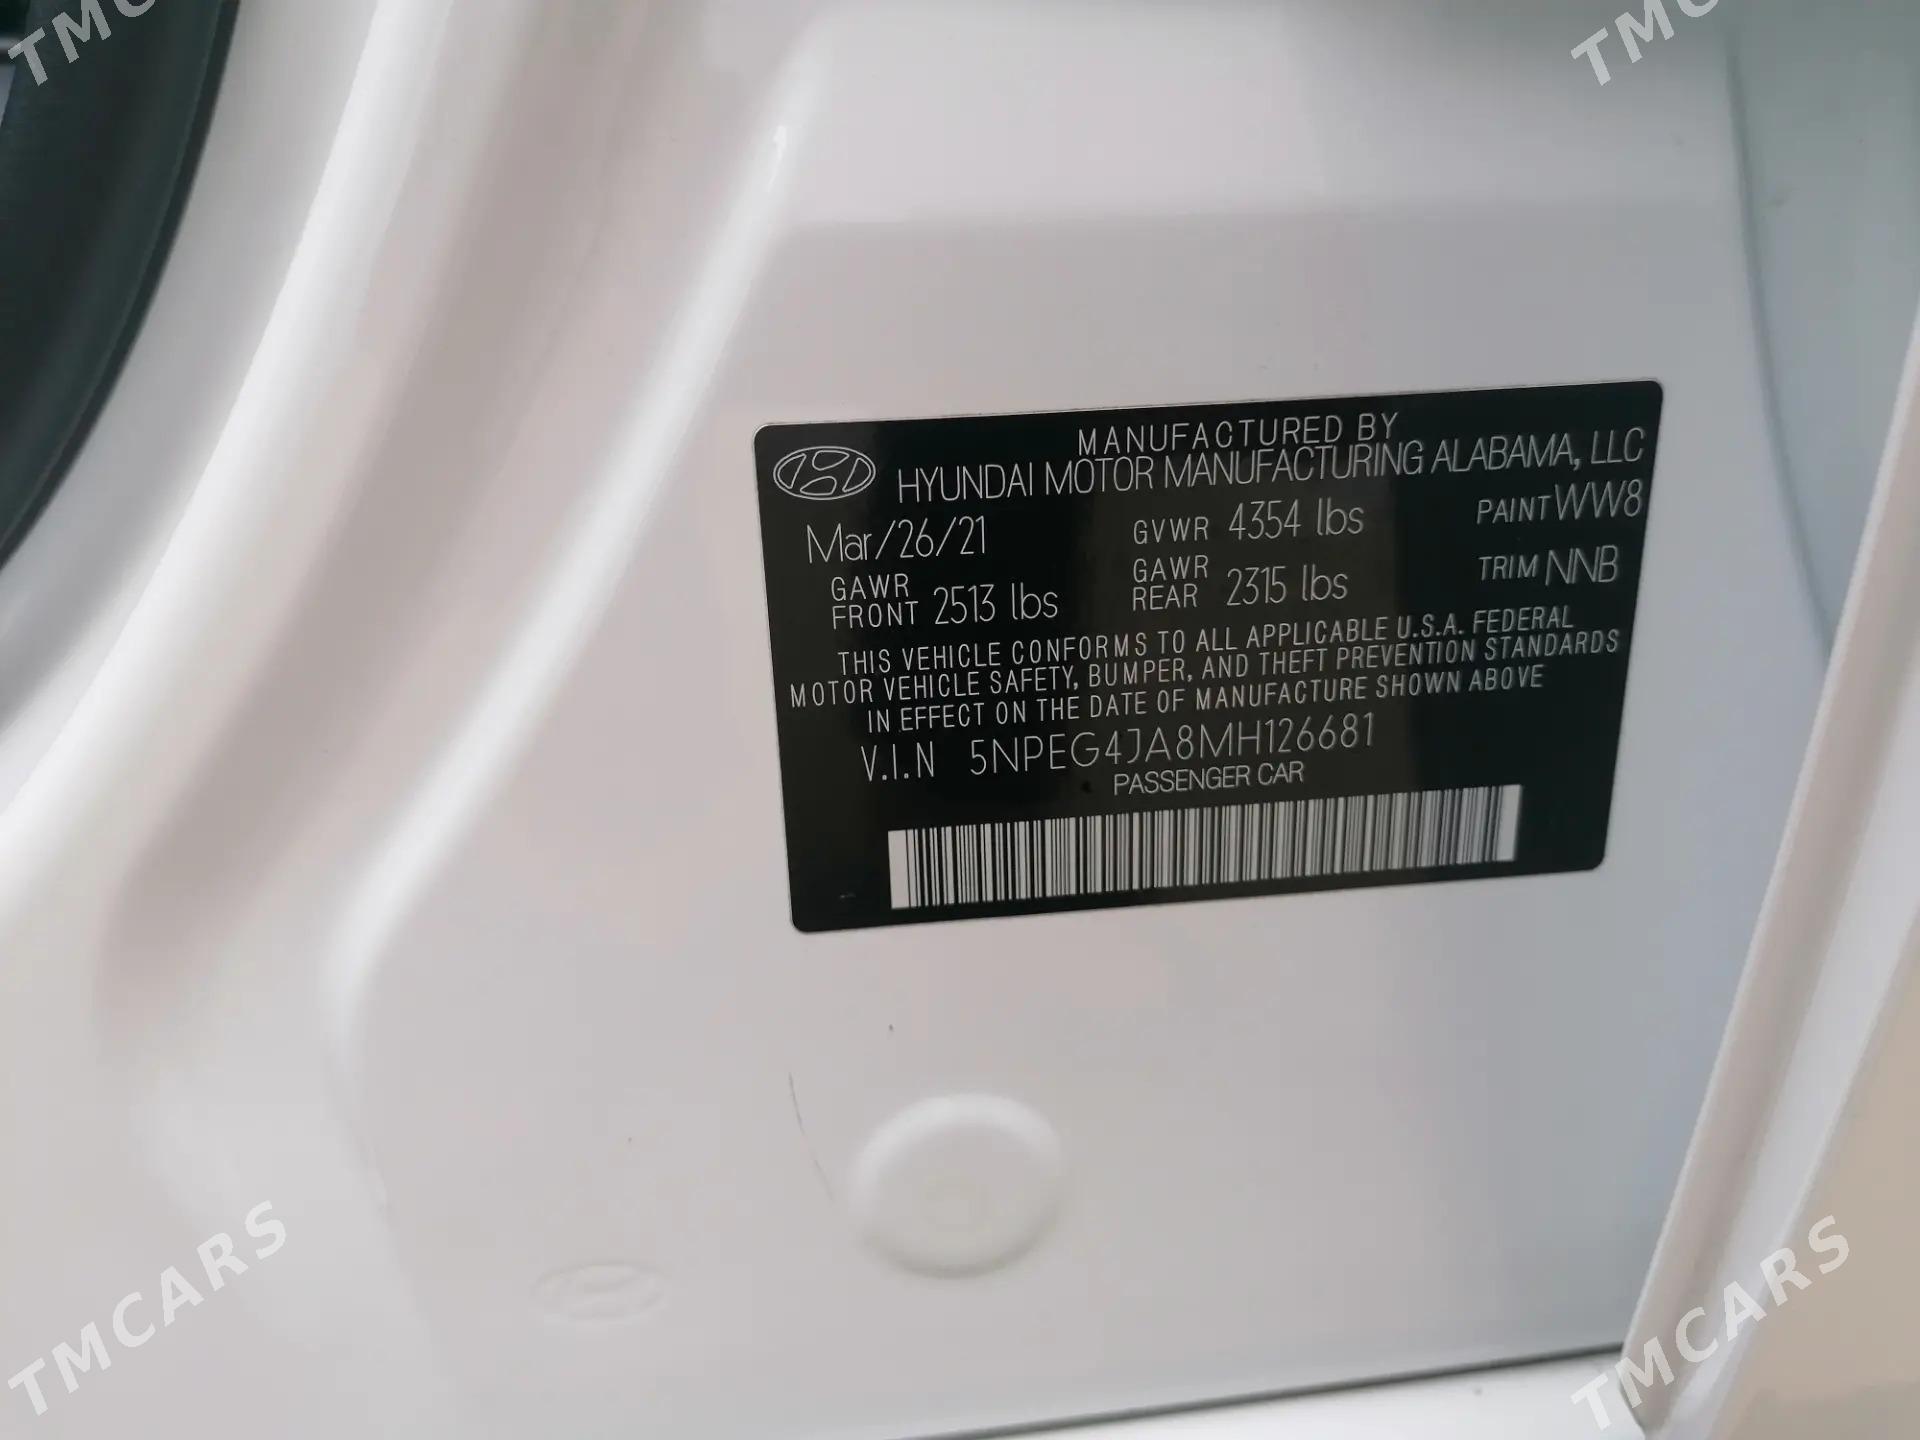 TMC
TMC
MANUFACTURED BY
HYUNDAI MOTOR MANUFACTURING ALABAMA, LLC
Mar/26/21 GVWR 4354 lbs PAINT WW8
GAWR FRONT 2513 lbs GAWR REAR 2315 lbs TRIM NNB
THIS VEHICLE CONFORMS TO ALL APPLICABLE U.S.A. FEDERAL
MOTOR VEHICLE SAFETY, BUMPER, AND THEFT PREVENTION STANDARDS
IN EFFECT ON THE DATE OF MANUFACTURE SHOWN ABOVE
V.I.N 5NPEG4JA8MH126681
PASSENGER CAR
TMCARS
TMCARS